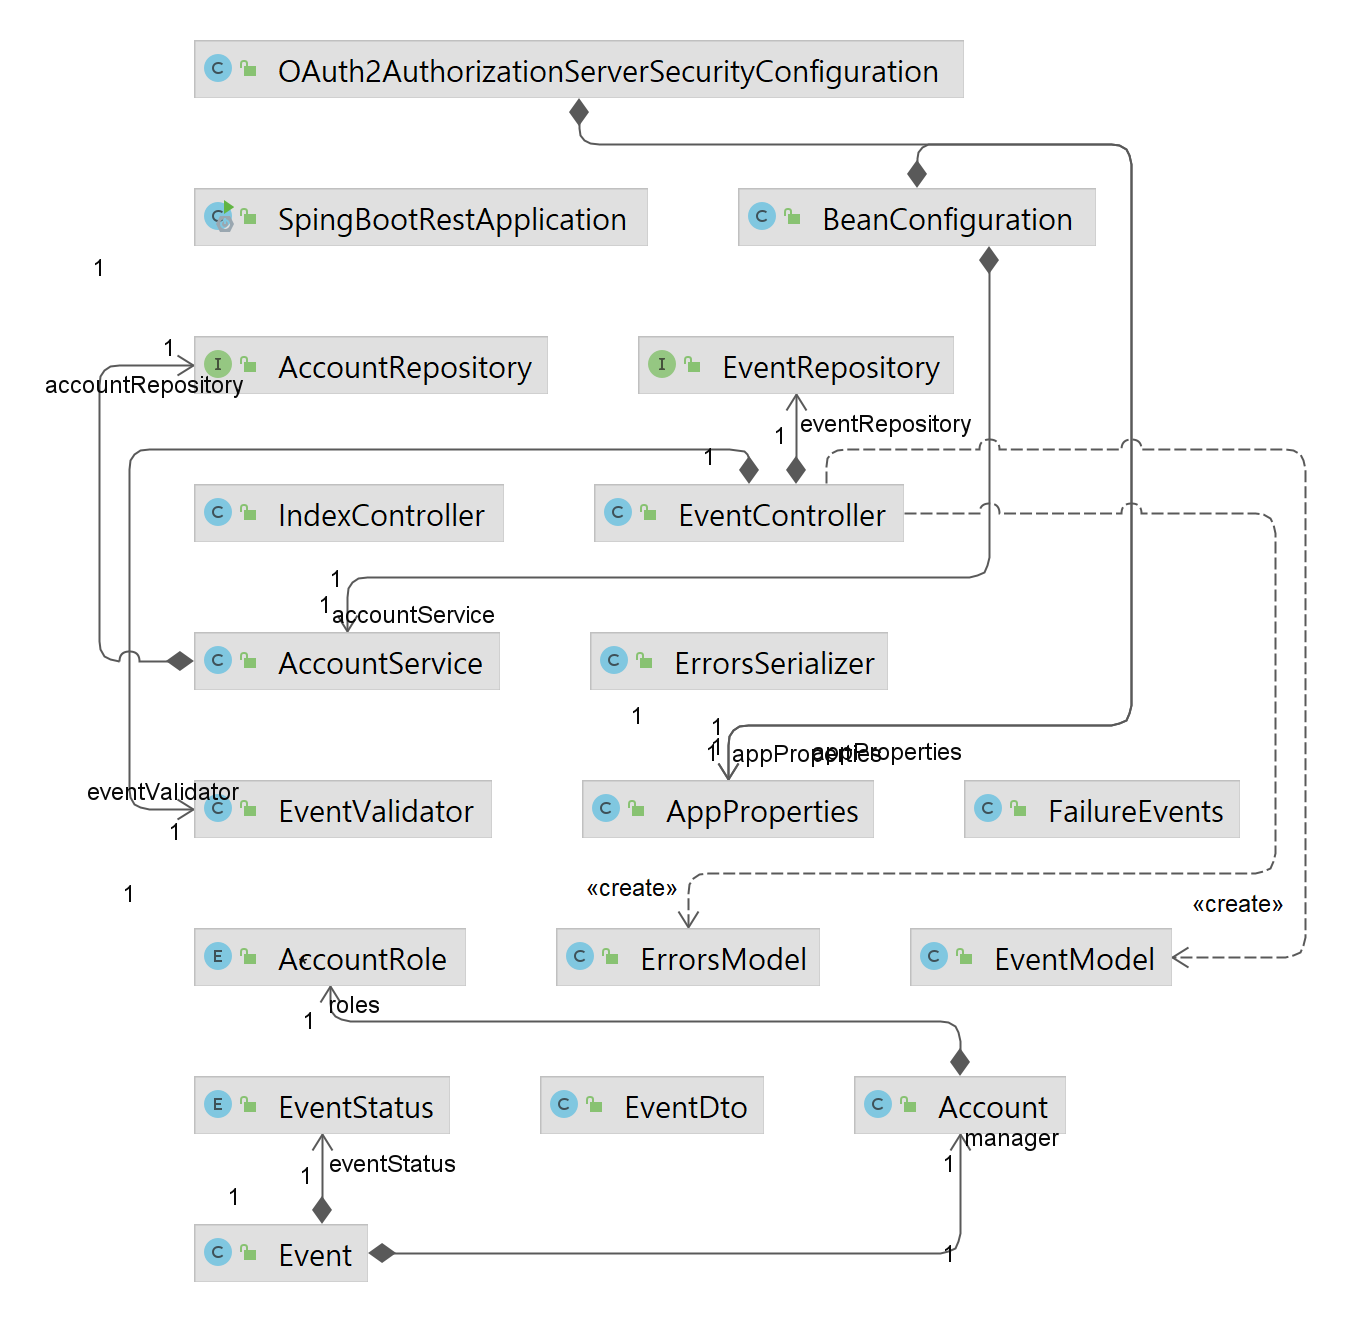 C OAuth2AuthorizationServerSecurityConfiguration
C SpingBootRestApplication
C BeanConfiguration
1
1
I AccountRepository
accountRepository
I EventRepository
eventRepository
1
1
C IndexController
C EventController
1
1
accountService
C AccountService
C ErrorsSerializer
1
1
1
1
appProperties
appProperties
eventValidator
C EventValidator
1
C AppProperties
C FailureEvents
1
«create»
«create»
E AccountRole
*
C ErrorsModel
C EventModel
roles
1
E EventStatus
C EventDto
C Account
manager
1
eventStatus
1
1
C Event
1